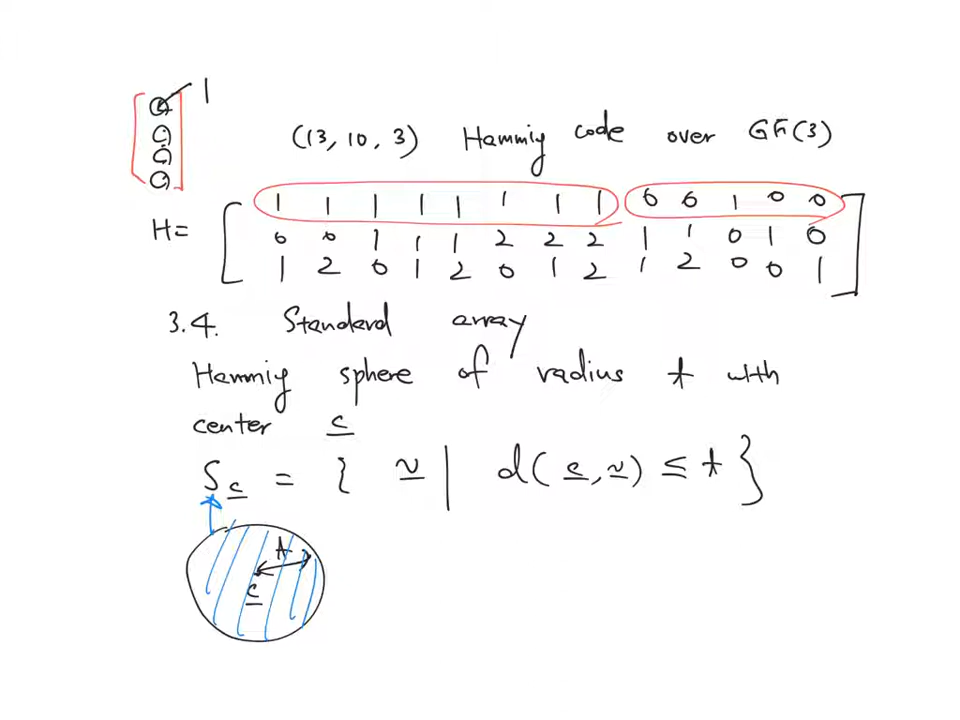 1
(13, 10, 3) Hammiy code over GF(3)
1 1 1 1 1 1 1 1 0 0 1 0 0
H= 0 0 1 1 1 2 2 2 1 1 0 1 0
1 2 0 1 2 0 1 2 1 2 0 0 1
3.4. Standard array
Hammiy sphere of radius t with
center c
S_c = { v | d(c, v) ≤ t }
t
c